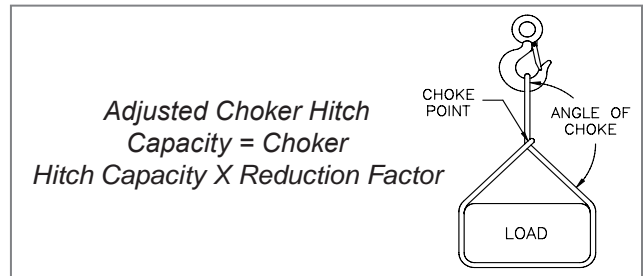 Adjusted Choker Hitch
Capacity = Choker
Hitch Capacity X Reduction Factor
CHOKE
POINT
ANGLE OF
CHOKE
LOAD